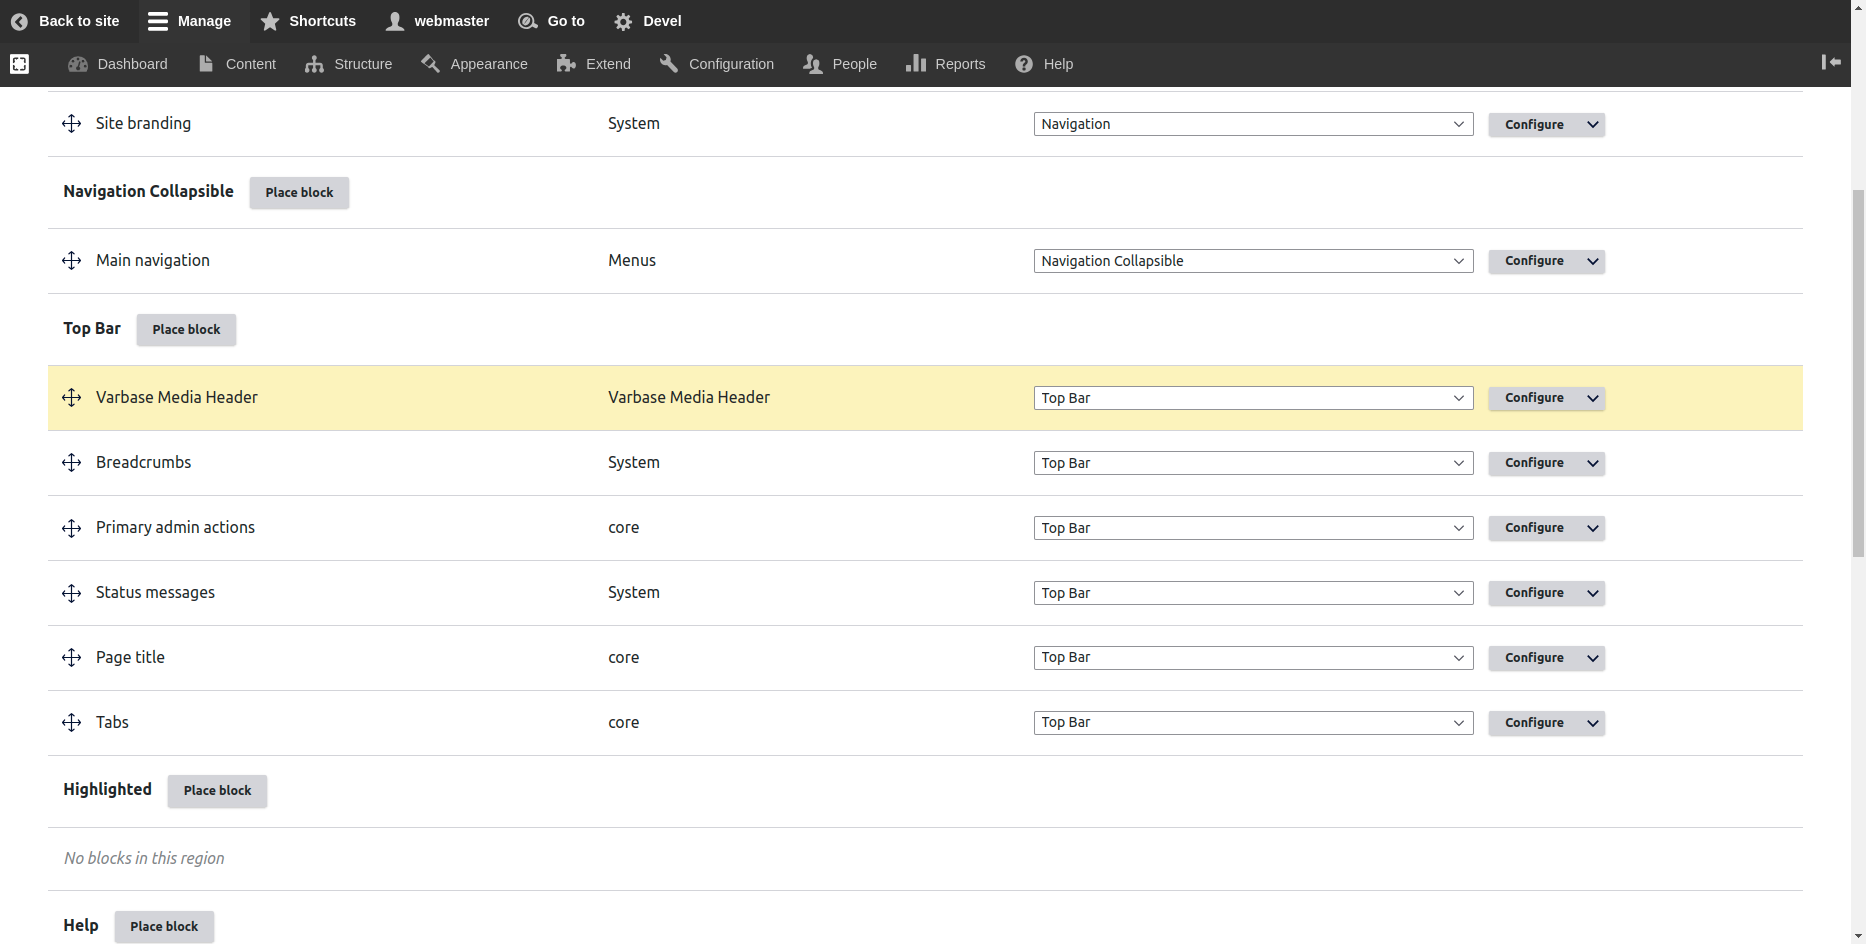 Back to site Manage Shortcuts webmaster Go to Devel
Dashboard Content Structure Appearance Extend Configuration People Reports Help
Site branding System Navigation Configure
Navigation Collapsible Place block
Main navigation Menus Navigation Collapsible Configure
Top Bar Place block
Varbase Media Header Varbase Media Header Top Bar Configure
Breadcrumbs System Top Bar Configure
Primary admin actions core Top Bar Configure
Status messages System Top Bar Configure
Page title core Top Bar Configure
Tabs core Top Bar Configure
Highlighted Place block
No blocks in this region
Help Place block